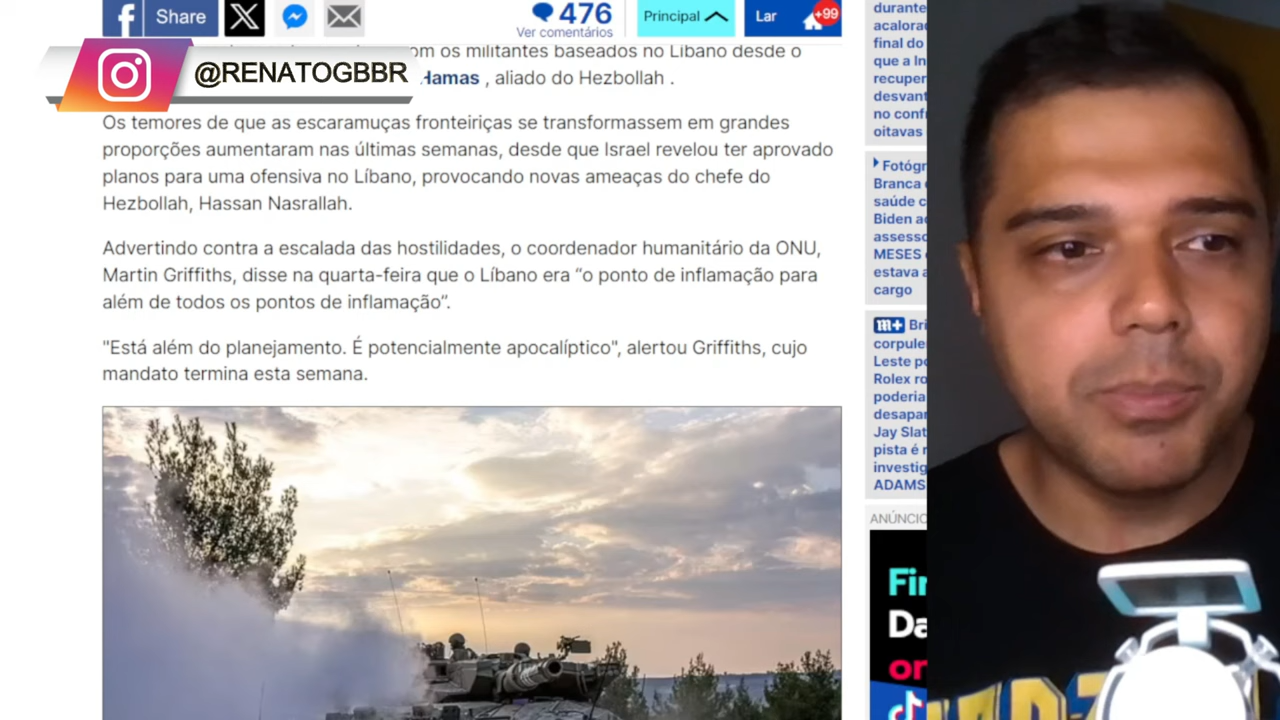 Share
476
Ver comentários
Principal
Lar
+99
@RENATOGBBR
om os militantes baseados no Líbano desde o
Hamas , aliado do Hezbollah .
Os temores de que as escaramuças fronteiriças se transformassem em grandes
proporções aumentaram nas últimas semanas, desde que Israel revelou ter aprovado
planos para uma ofensiva no Líbano, provocando novas ameaças do chefe do
Hezbollah, Hassan Nasrallah.
Advertindo contra a escalada das hostilidades, o coordenador humanitário da ONU,
Martin Griffiths, disse na quarta-feira que o Líbano era “o ponto de inflamação para
além de todos os pontos de inflamação”.
"Está além do planejamento. É potencialmente apocalíptico", alertou Griffiths, cujo
mandato termina esta semana.
durante
acalora
final do
que a In
recuper
desvant
no confr
oitavas
Fotógr
Branca
saúde c
Biden a
assesso
MESES
estava a
cargo
m+ Bri
corpule
Leste p
Rolex ro
poderia
desapar
Jay Slat
pista é
investig
ADAMS
ANÚNCIO
Fir
Da
on